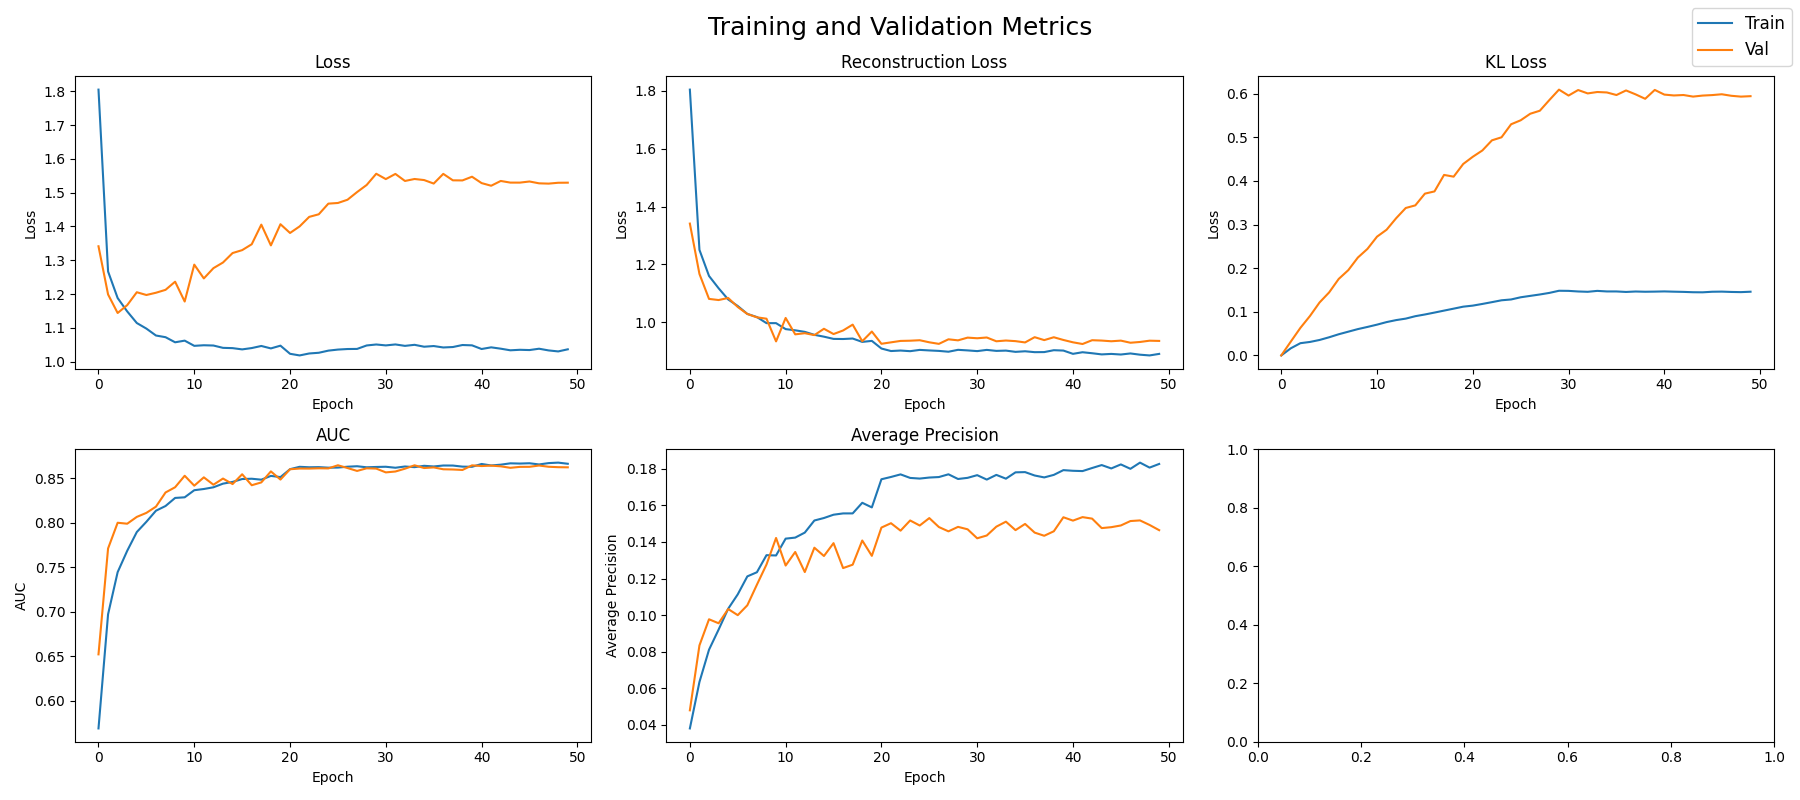 Training and Validation Metrics
Train
Val
Loss
Loss
1.8
1.7
1.6
1.5
1.4
1.3
1.2
1.1
1.0
0 10 20 30 40 50
Epoch
Reconstruction Loss
Loss
1.8
1.6
1.4
1.2
1.0
0 10 20 30 40 50
Epoch
KL Loss
Loss
0.6
0.5
0.4
0.3
0.2
0.1
0.0
0 10 20 30 40 50
Epoch
AUC
AUC
0.85
0.80
0.75
0.70
0.65
0.60
0 10 20 30 40 50
Epoch
Average Precision
Average Precision
0.18
0.16
0.14
0.12
0.10
0.08
0.06
0.04
0 10 20 30 40 50
Epoch
1.0
0.8
0.6
0.4
0.2
0.0
0.0 0.2 0.4 0.6 0.8 1.0